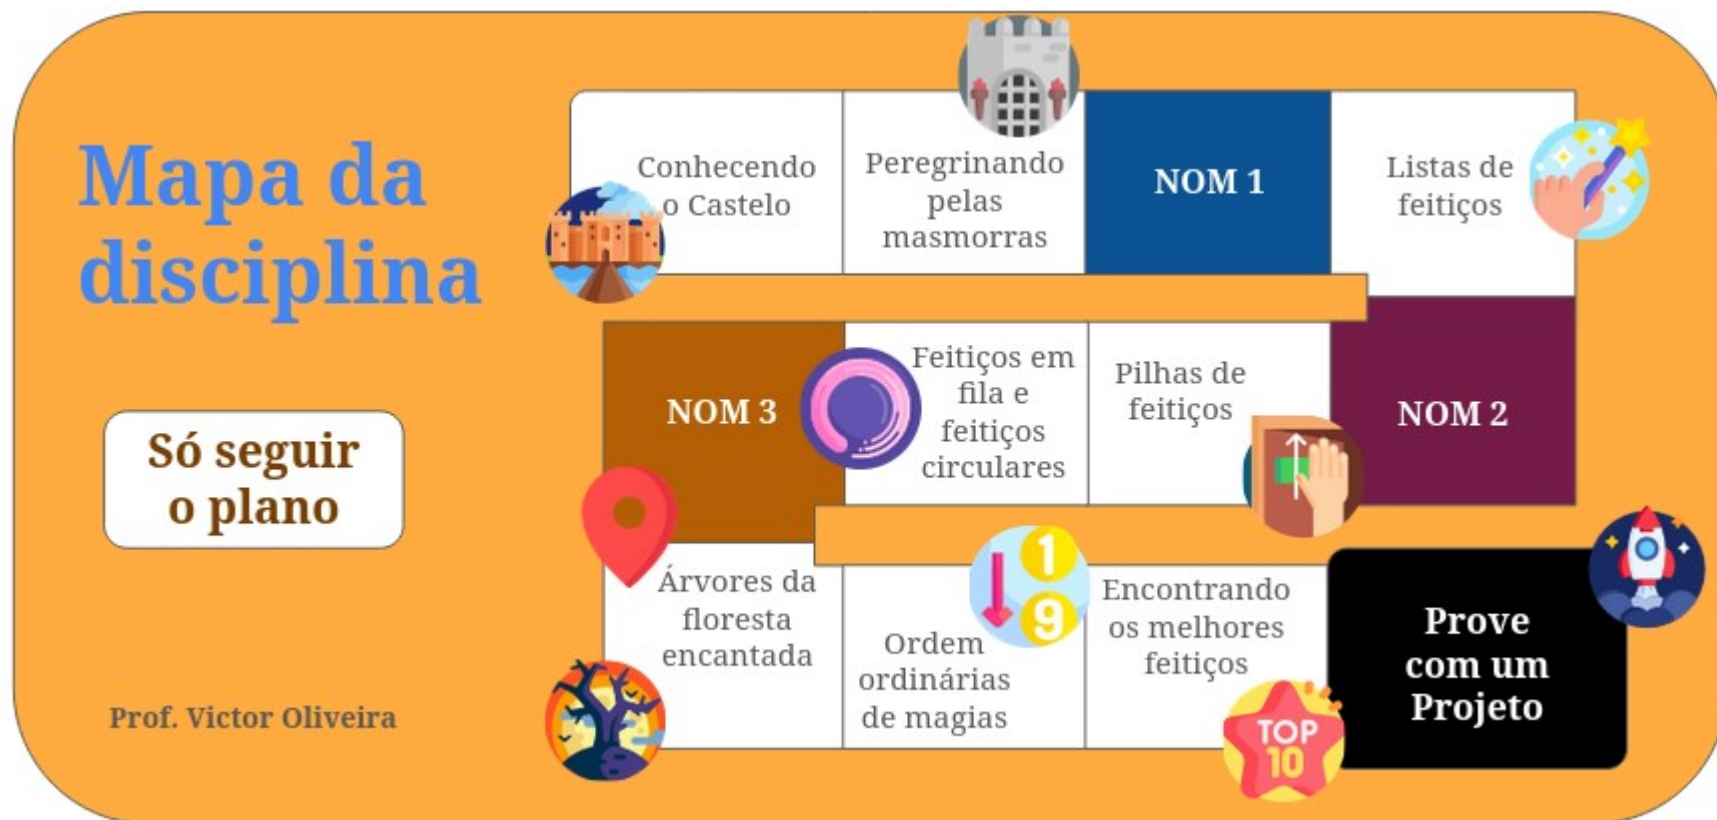 Mapa da
disciplina
Só seguir
o plano
Prof. Victor Oliveira
Conhecendo
o Castelo
Peregrinando
pelas
masmorras
NOM 1
Listas de
feitiços
NOM 2
Pilhas de
feitiços
Feitiços em
fila e
feitiços
circulares
NOM 3
Árvores da
floresta
encantada
Ordem
ordinárias
de magias
1
9
Encontrando
os melhores
feitiços
TOP
10
Prove
com um
Projeto